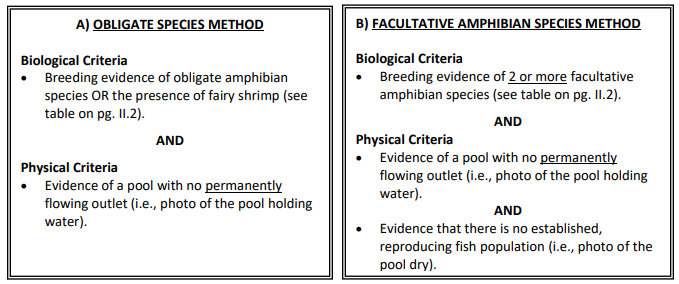 A) OBLIGATE SPECIES METHOD
Biological Criteria
• Breeding evidence of obligate amphibian
species OR the presence of fairy shrimp (see
table on pg. II.2).
AND
Physical Criteria
• Evidence of a pool with no permanently
flowing outlet (i.e., photo of the pool holding
water).
B) FACULTATIVE AMPHIBIAN SPECIES METHOD
Biological Criteria
• Breeding evidence of 2 or more facultative
amphibian species (see table on pg. II.2).
AND
Physical Criteria
• Evidence of a pool with no permanently
flowing outlet (i.e., photo of the pool holding
water).
AND
• Evidence that there is no established,
reproducing fish population (i.e., photo of the
pool dry).